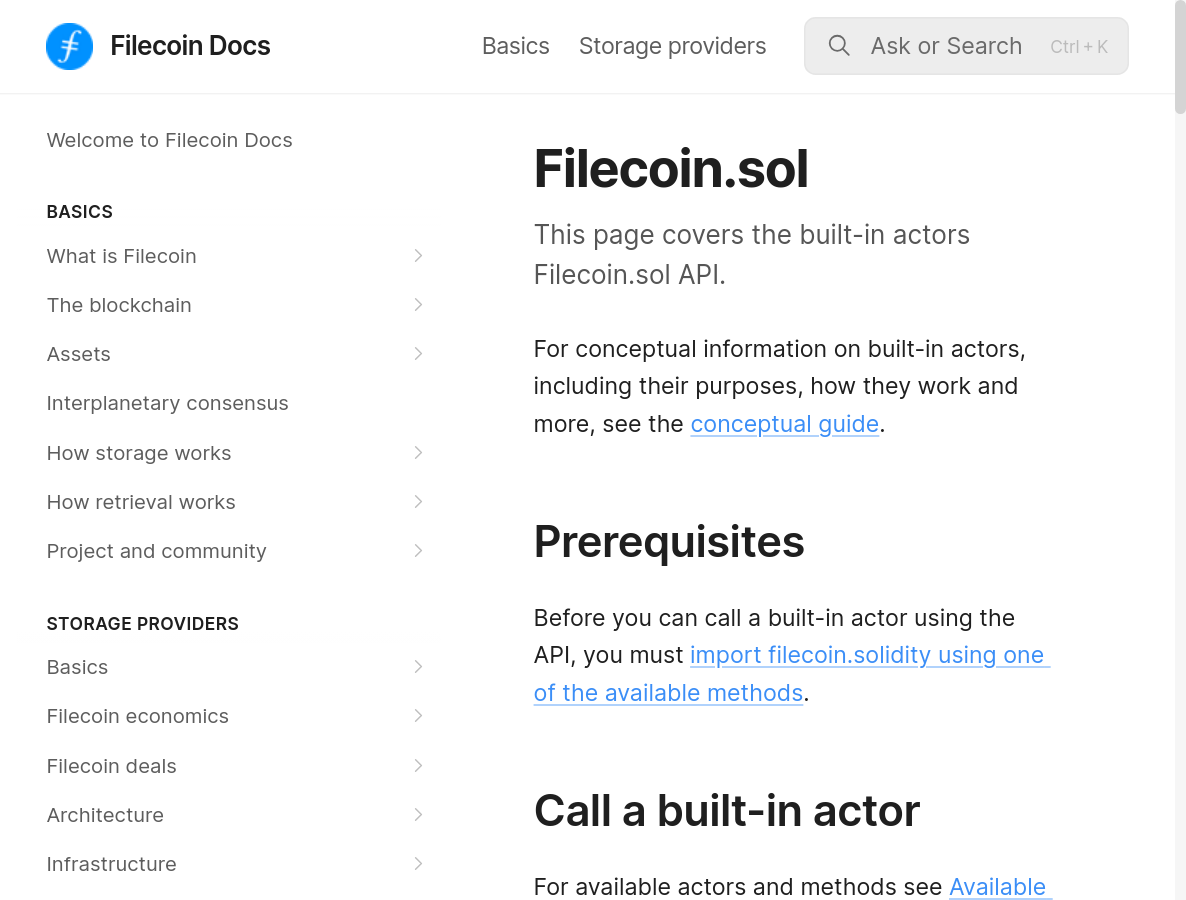 Filecoin Docs
Basics
Storage providers
Ask or Search
Ctrl + K
Welcome to Filecoin Docs
BASICS
What is Filecoin
The blockchain
Assets
Interplanetary consensus
How storage works
How retrieval works
Project and community
STORAGE PROVIDERS
Basics
Filecoin economics
Filecoin deals
Architecture
Infrastructure
Filecoin.sol
This page covers the built-in actors
Filecoin.sol API.
For conceptual information on built-in actors,
including their purposes, how they work and
more, see the conceptual guide.
Prerequisites
Before you can call a built-in actor using the
API, you must import filecoin.solidity using one
of the available methods.
Call a built-in actor
For available actors and methods see Available